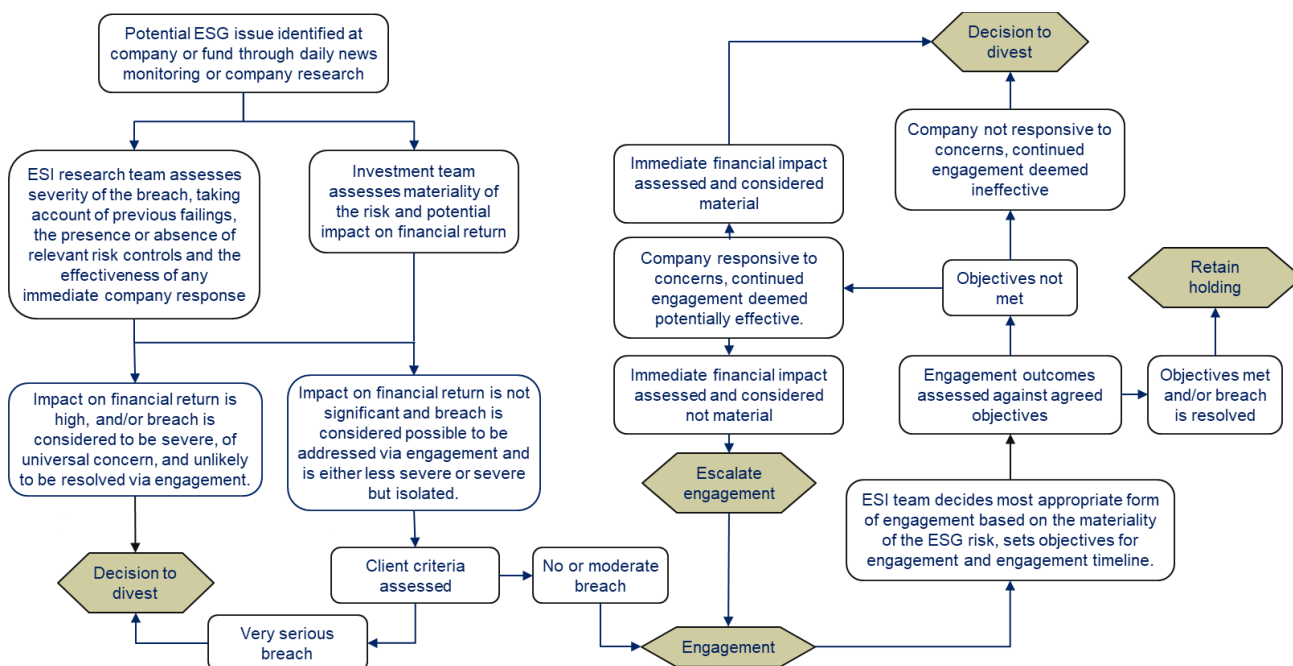 Potential ESG issue identified at
company or fund through daily news
monitoring or company research
ESI research team assesses
severity of the breach, taking
account of previous failings,
the presence or absence of
relevant risk controls and the
effectiveness of any
immediate company response
Investment team
assesses materiality of
the risk and potential
impact on financial return
Impact on financial return is
high, and/or breach is
considered to be severe, of
universal concern, and unlikely
to be resolved via engagement.
Impact on financial return is not
significant and breach is
considered possible to be
addressed via engagement and
is either less severe or severe
but isolated.
Decision to
divest
Client criteria
assessed
No or moderate
breach
Very serious
breach
Engagement
Decision to
divest
Immediate financial impact
assessed and considered
material
Company not responsive to
concerns, continued
engagement deemed
ineffective
Company responsive to
concerns, continued
engagement deemed
potentially effective.
Objectives not
met
Retain
holding
Immediate financial impact
assessed and considered
not material
Engagement outcomes
assessed against agreed
objectives
Objectives met
and/or breach
is resolved
Escalate
engagement
ESI team decides most appropriate form
of engagement based on the materiality
of the ESG risk, sets objectives for
engagement and engagement timeline.